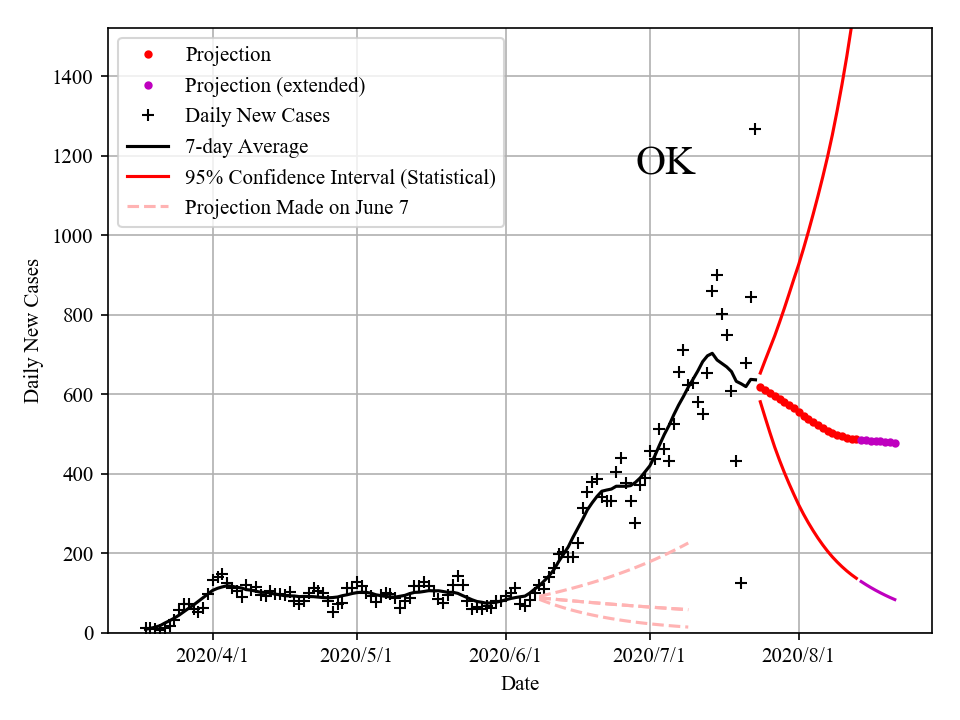 Projection
Projection (extended)
Daily New Cases
7-day Average
95% Confidence Interval (Statistical)
Projection Made on June 7
OK
1400
1200
1000
800
600
400
200
0
Daily New Cases
2020/4/1
2020/5/1
2020/6/1
2020/7/1
2020/8/1
Date